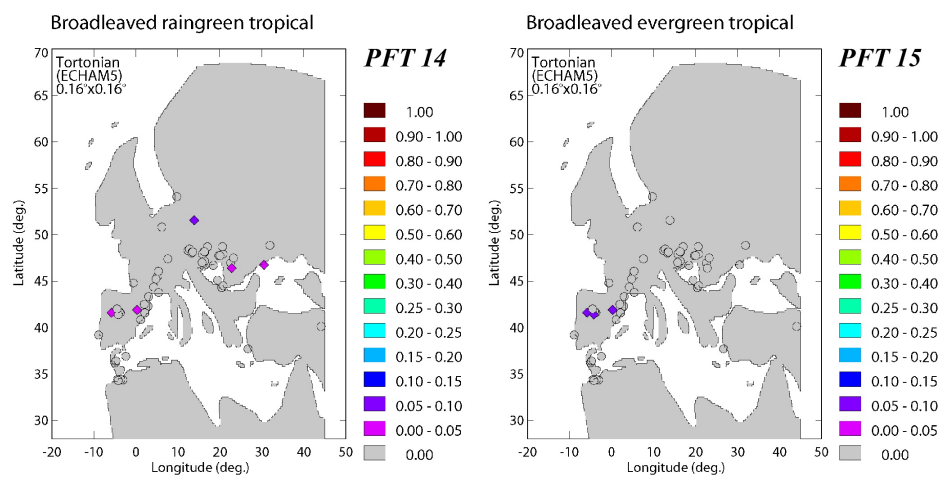 Broadleaved raingreen tropical
PFT 14
Tortonian
(ECHAM5)
0.16°x0.16°
70
65
60
55
50
45
40
35
30
Latitude (deg.)
-20 -10 0 10 20 30 40 50
Longitude (deg.)
1.00
0.90 - 1.00
0.80 - 0.90
0.70 - 0.80
0.60 - 0.70
0.50 - 0.60
0.40 - 0.50
0.30 - 0.40
0.25 - 0.30
0.20 - 0.25
0.15 - 0.20
0.10 - 0.15
0.05 - 0.10
0.00 - 0.05
0.00
Broadleaved evergreen tropical
PFT 15
Tortonian
(ECHAM5)
0.16°x0.16°
70
65
60
55
50
45
40
35
30
Latitude (deg.)
-20 -10 0 10 20 30 40 50
Longitude (deg.)
1.00
0.90 - 1.00
0.80 - 0.90
0.70 - 0.80
0.60 - 0.70
0.50 - 0.60
0.40 - 0.50
0.30 - 0.40
0.25 - 0.30
0.20 - 0.25
0.15 - 0.20
0.10 - 0.15
0.05 - 0.10
0.00 - 0.05
0.00